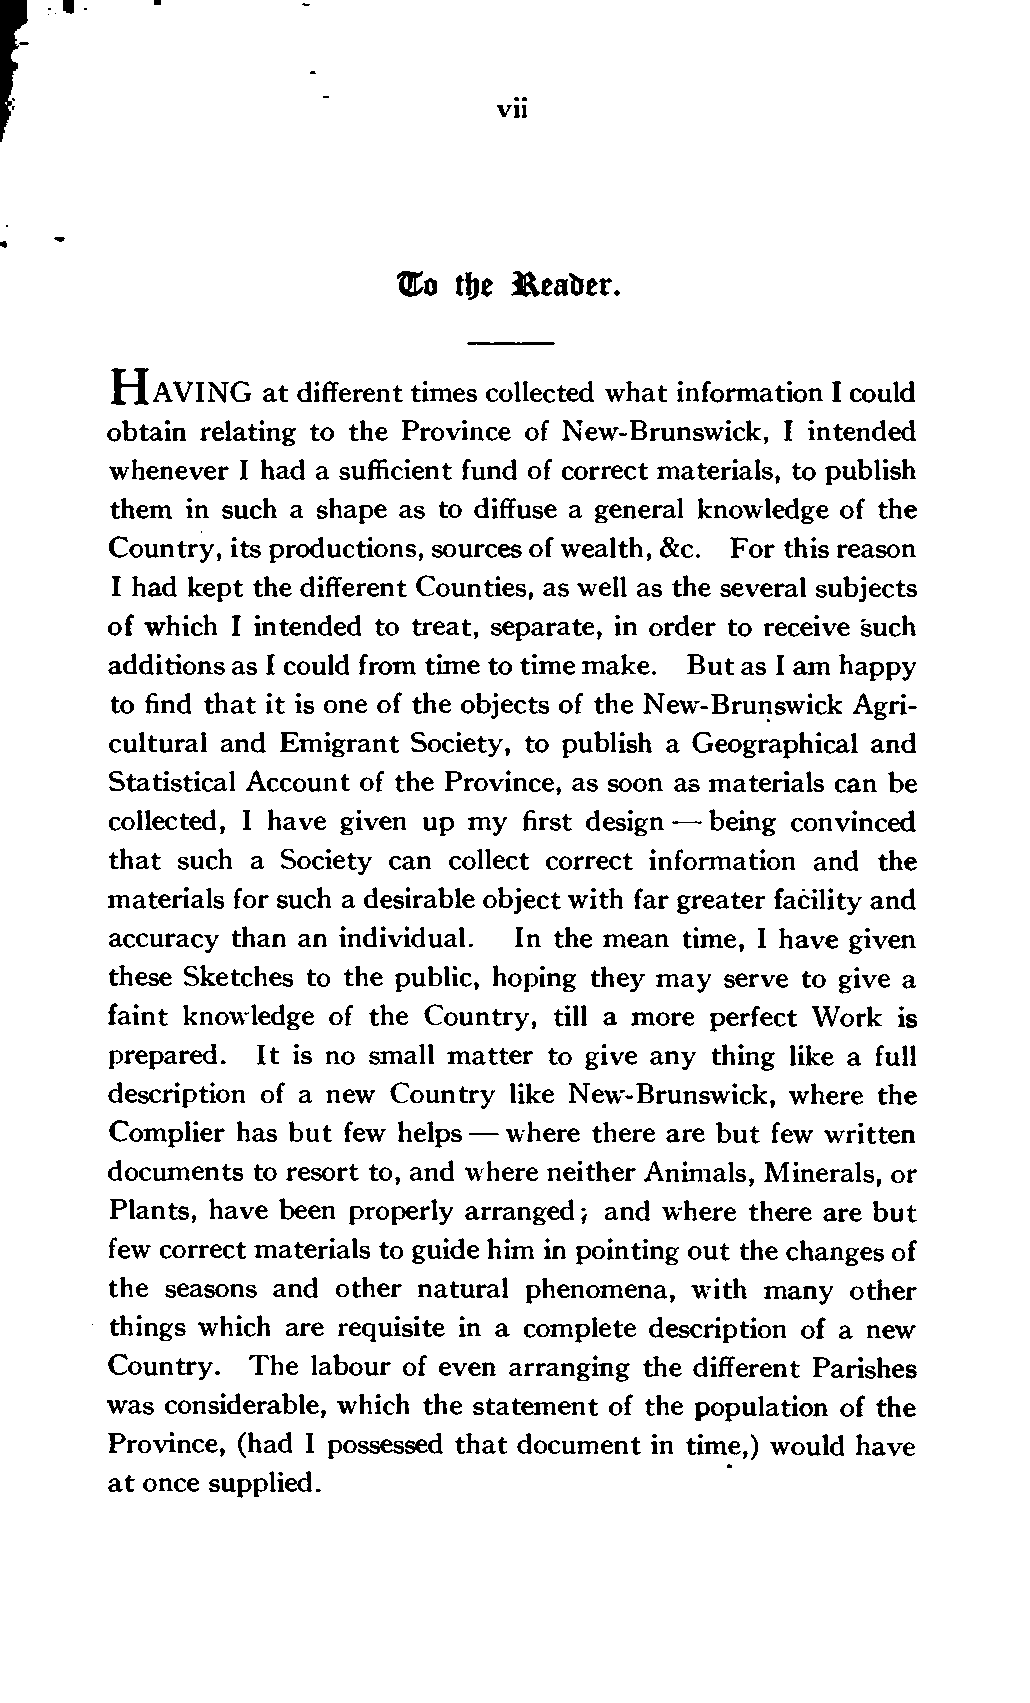 vii
To the Reader.
HAVING at different times collected what information I could
obtain relating to the Province of New-Brunswick, I intended
whenever I had a sufficient fund of correct materials, to publish
them in such a shape as to diffuse a general knowledge of the
Country, its productions, sources of wealth, &c. For this reason
I had kept the different Counties, as well as the several subjects
of which I intended to treat, separate, in order to receive such
additions as I could from time to time make. But as I am happy
to find that it is one of the objects of the New-Brunswick Agri-
cultural and Emigrant Society, to publish a Geographical and
Statistical Account of the Province, as soon as materials can be
collected, I have given up my first design — being convinced
that such a Society can collect correct information and the
materials for such a desirable object with far greater facility and
accuracy than an individual. In the mean time, I have given
these Sketches to the public, hoping they may serve to give a
faint knowledge of the Country, till a more perfect Work is
prepared. It is no small matter to give any thing like a full
description of a new Country like New-Brunswick, where the
Complier has but few helps — where there are but few written
documents to resort to, and where neither Animals, Minerals, or
Plants, have been properly arranged; and where there are but
few correct materials to guide him in pointing out the changes of
the seasons and other natural phenomena, with many other
things which are requisite in a complete description of a new
Country. The labour of even arranging the different Parishes
was considerable, which the statement of the population of the
Province, (had I possessed that document in time,) would have
at once supplied.